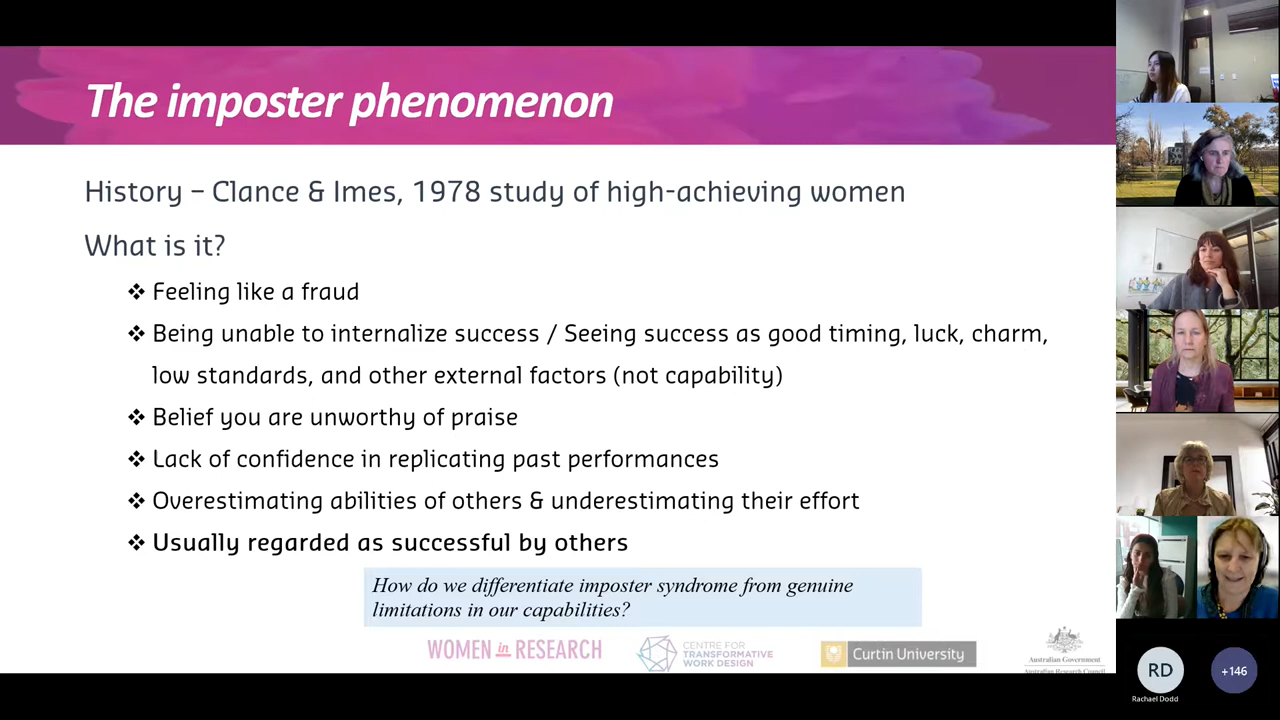 The imposter phenomenon
History – Clance & Imes, 1978 study of high-achieving women
What is it?
❖ Feeling like a fraud
❖ Being unable to internalize success / Seeing success as good timing, luck, charm,
low standards, and other external factors (not capability)
❖ Belief you are unworthy of praise
❖ Lack of confidence in replicating past performances
❖ Overestimating abilities of others & underestimating their effort
❖ Usually regarded as successful by others
How do we differentiate imposter syndrome from genuine
limitations in our capabilities?
WOMEN in RESEARCH
CENTRE FOR
TRANSFORMATIVE
WORK DESIGN
Curtin University
Australian Government
Australian Research Council
RD
+146
Rachael Dodd